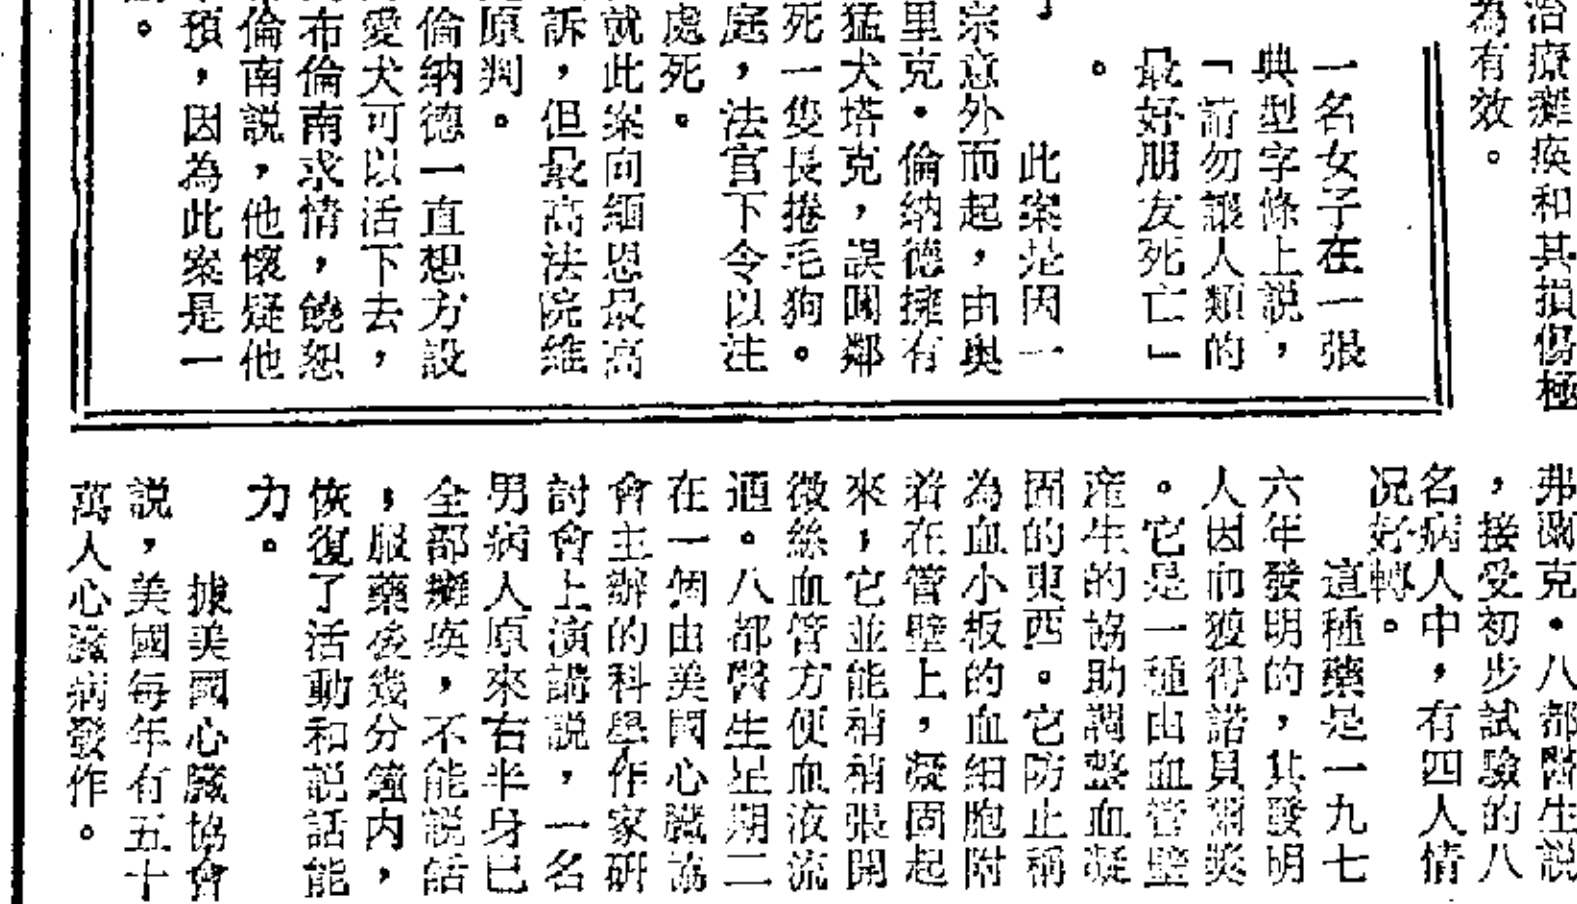 治療癱瘓和其損傷極
為有效。
一名女子在一張
典型字條上説，
「請勿讓人類的
最好朋友死亡」
。
此案是因一
宗意外而起，由奧
里克・倫納德擁有
猛犬塔克，誤闖鄰
死一隻長捲毛狗。
庭，法官下令以注
處死。
就此案向緬恩最高
訴，但最高法院維
原判。
倫納德一直想方設
愛犬可以活下去，
布倫南求情，饒恕
倫南説，他懷疑他
預，因為此案是一
。
弗蘭克・八都醫生説
，接受初步試驗的八
名病人中，有四人情
況好轉。
這種藥是一九七
六年發明的，其發明
人因而獲得諾貝爾獎
。它是一種由血管壁
產生的協助調整血凝
固的東西。它防止稱
為血小板的血細胞附
着在管壁上，凝固起
來，它並能稍稍張開
微絲血管方便血液流
通。八都醫生星期二
在一個由美國心臟協
會主辦的科學作家研
討會上演講説，一名
男病人原來右半身已
全部癱瘓，不能說話
，服藥後幾分鐘內，
恢復了活動和説話能
力。
據美國心臟協會
説，美國每年有五十
萬人心臟病發作。